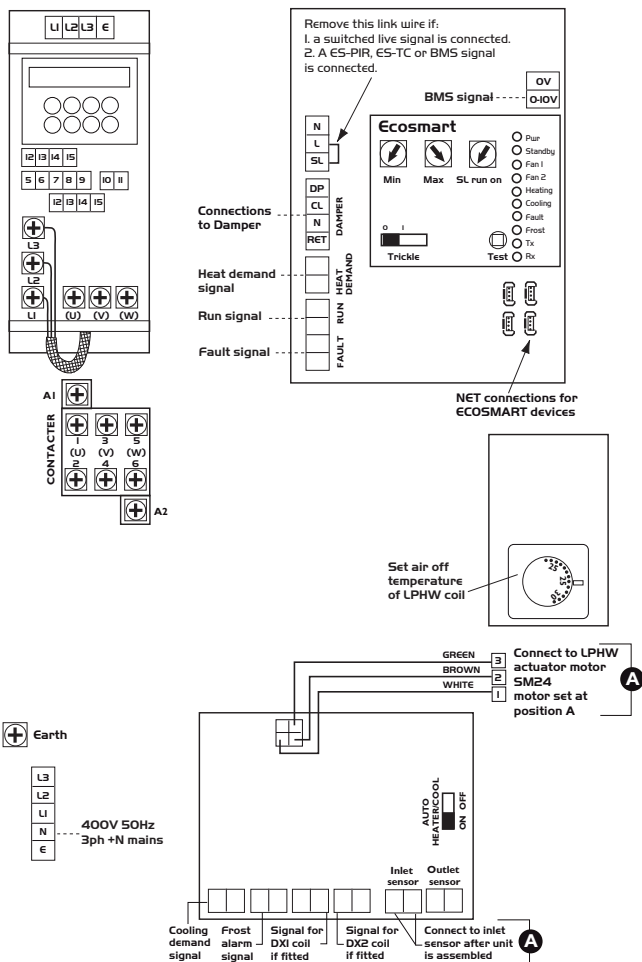 L1 L2 L3 E
12 13 14 15
5 6 7 8 9 10 11
12 13 14 15
L3
L2
L1 (U) (V) (W)
A1
CONTACTER
1 3 5
(U) (V) (W)
2 4 6
A2
Remove this link wire if:
1. a switched live signal is connected.
2. A ES-PIR, ES-TC or BMS signal
is connected.
BMS signal
0V
0-10V
N
L
SL
Ecosmart
Min Max SL run on
0 1
Trickle
Test
Pwr
Standby
Fan 1
Fan 2
Heating
Cooling
Fault
Frost
Tx
Rx
Connections
to Damper
DP
CL
N
RET
DAMPER
Heat demand
signal
HEAT
DEMAND
Run signal
RUN
Fault signal
FAULT
NET connections for
ECOSMART devices
Set air off
temperature
of LPHW coil
25
25
30
GREEN 3
BROWN 2
WHITE 1
Connect to LPHW
actuator motor
SM24
motor set at
position A
A
Earth
L3
L2
L1
N
E
400V 50Hz
3ph +N mains
AUTO
HEATER/COOL
ON OFF
Inlet
sensor
Outlet
sensor
Cooling
demand
signal
Frost
alarm
signal
Signal for
DX1 coil
if fitted
Signal for
DX2 coil
if fitted
Connect to inlet
sensor after unit
is assembled
A